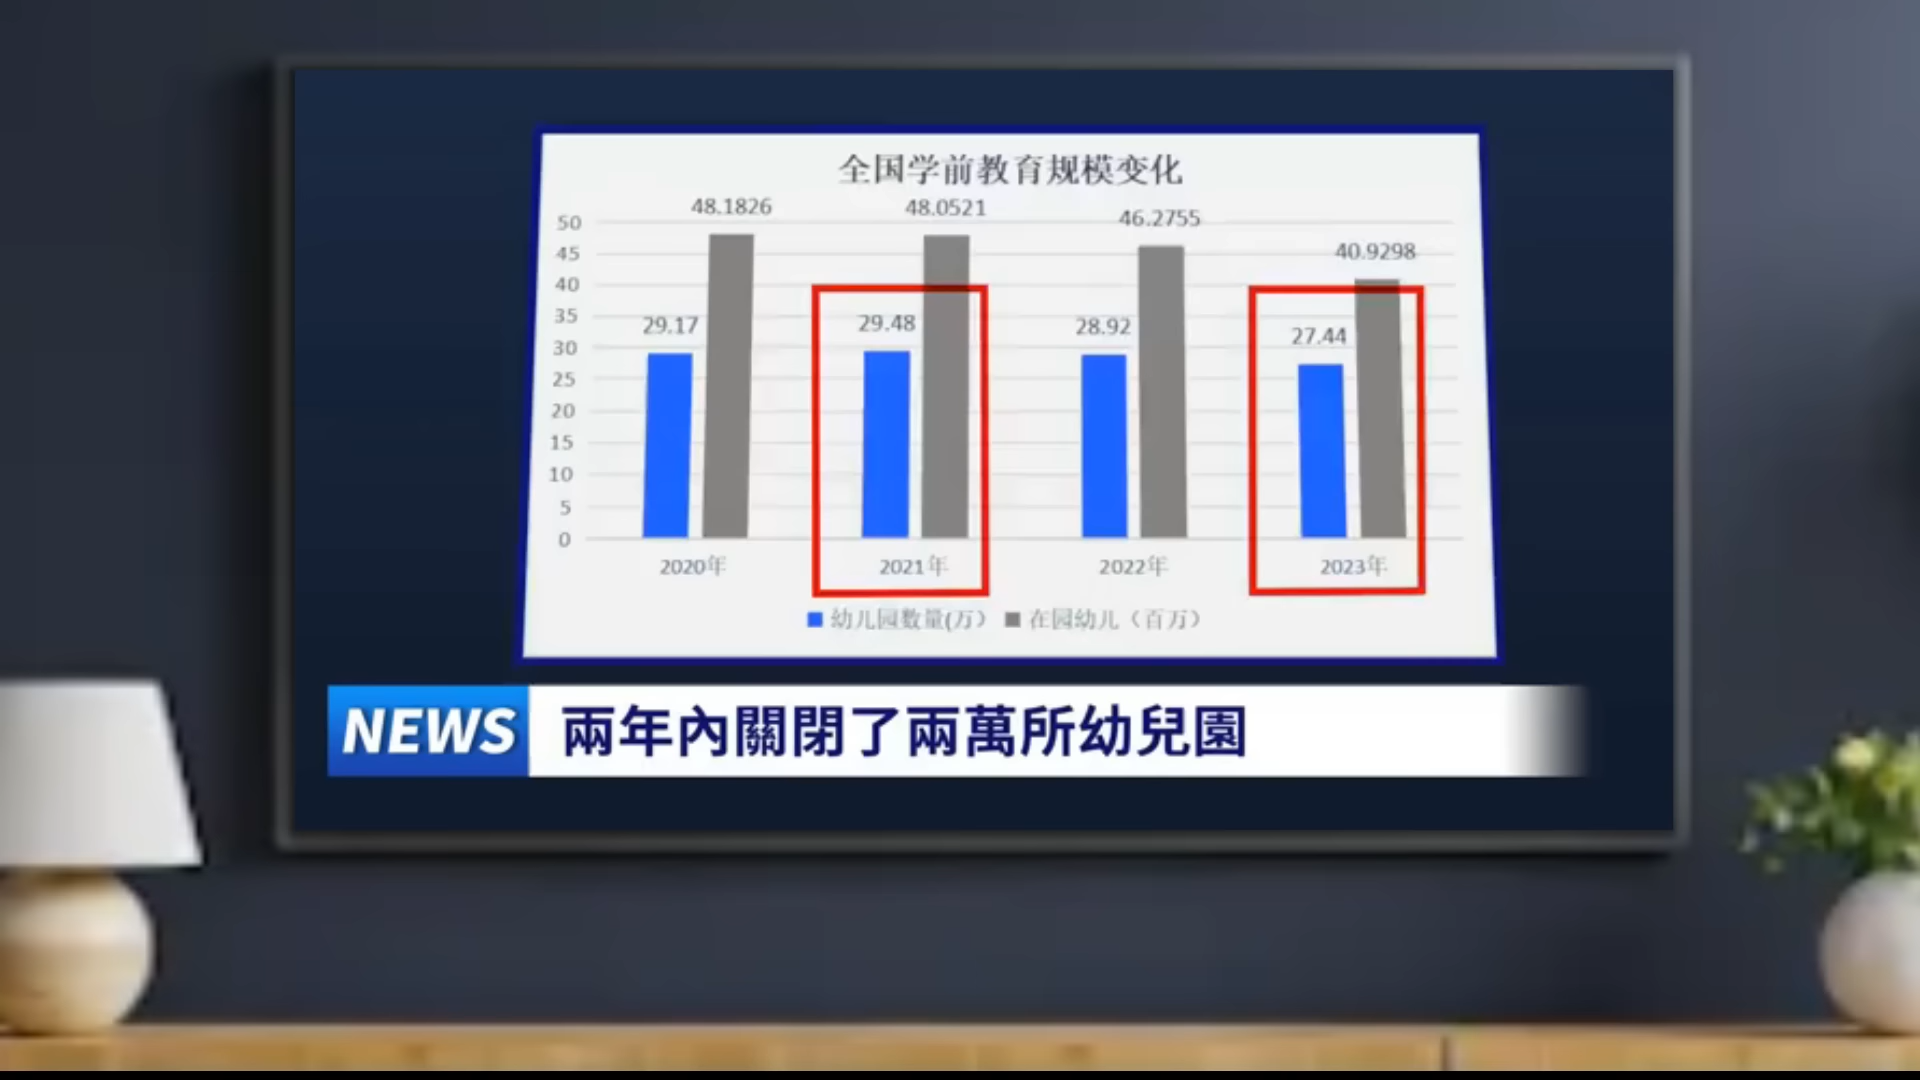 全国学前教育规模变化
48.1826
48.0521
46.2755
40.9298
29.17
29.48
28.92
27.44
50
45
40
35
30
25
20
15
10
5
0
2020年
2021年
2022年
2023年
幼儿园数量(万)
在园幼儿（百万）
NEWS
兩年內關閉了兩萬所幼兒園